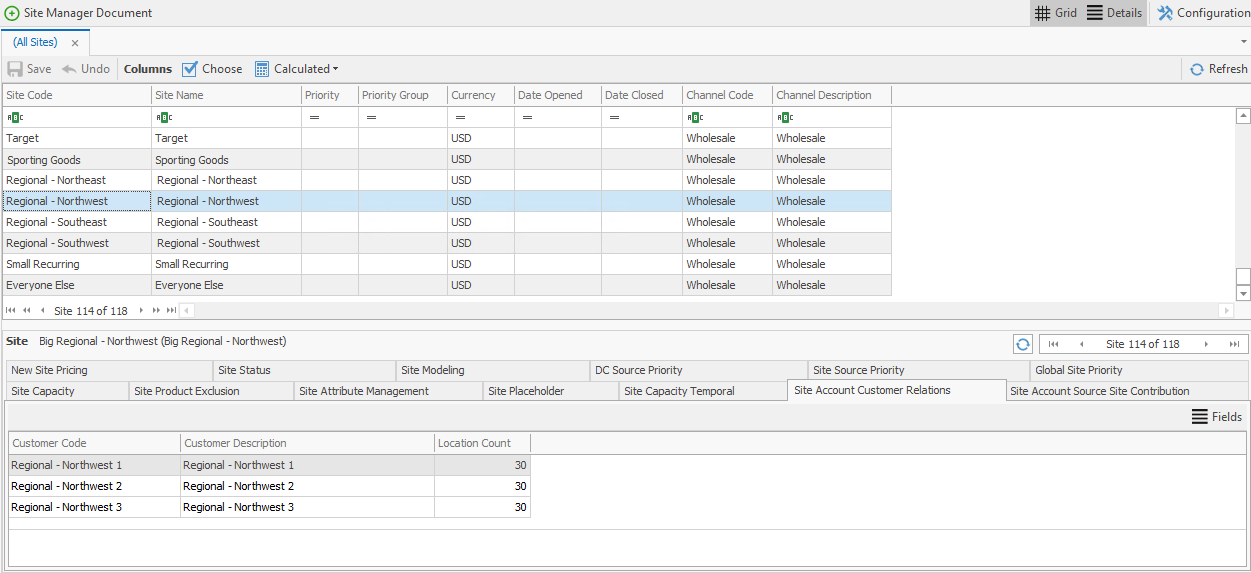 Site Manager Document Grid Details Configuration
(All Sites) ×
Save Undo Columns Choose Calculated Refresh
Site Code Site Name Priority Priority Group Currency Date Opened Date Closed Channel Code Channel Description
ABC ABC = = = = = ABC ABC
Target Target USD Wholesale Wholesale
Sporting Goods Sporting Goods USD Wholesale Wholesale
Regional - Northeast Regional - Northeast USD Wholesale Wholesale
Regional - Northwest Regional - Northwest USD Wholesale Wholesale
Regional - Southeast Regional - Southeast USD Wholesale Wholesale
Regional - Southwest Regional - Southwest USD Wholesale Wholesale
Small Recurring Small Recurring USD Wholesale Wholesale
Everyone Else Everyone Else USD Wholesale Wholesale
Site 114 of 118
Site Big Regional - Northwest (Big Regional - Northwest) Site 114 of 118
New Site Pricing Site Status Site Modeling DC Source Priority Site Source Priority Global Site Priority
Site Capacity Site Product Exclusion Site Attribute Management Site Placeholder Site Capacity Temporal Site Account Customer Relations Site Account Source Site Contribution
Fields
Customer Code Customer Description Location Count
Regional - Northwest 1 Regional - Northwest 1 30
Regional - Northwest 2 Regional - Northwest 2 30
Regional - Northwest 3 Regional - Northwest 3 30